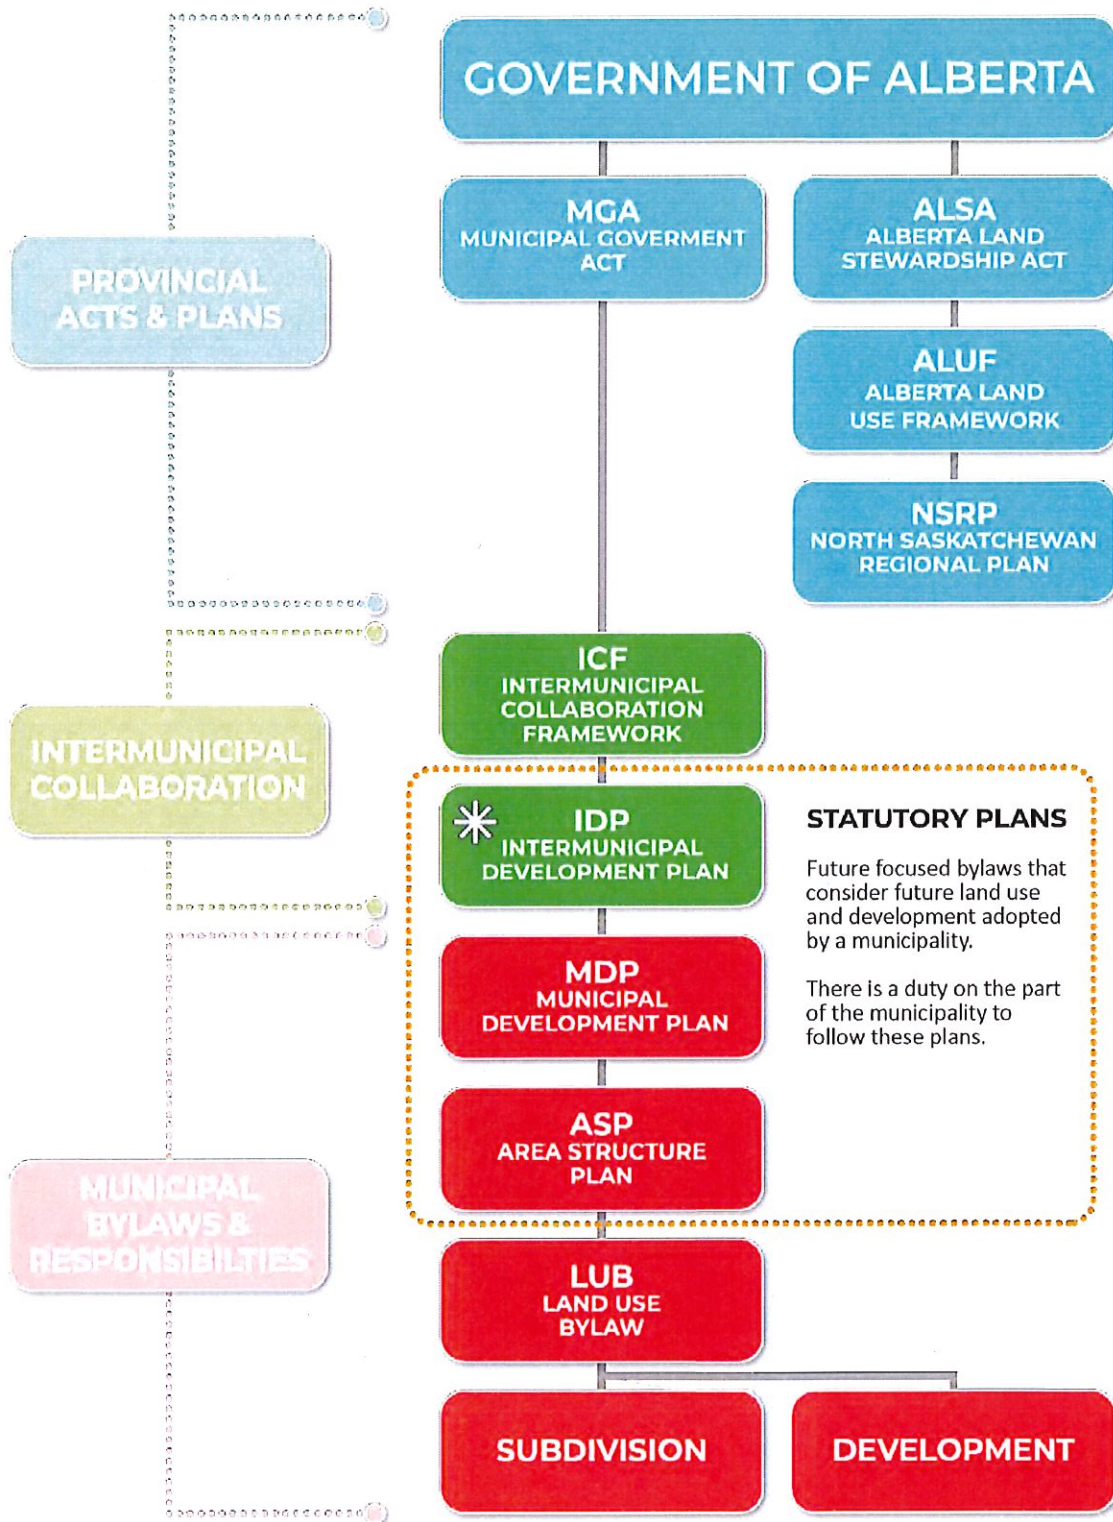 GOVERNMENT OF ALBERTA
MGA
MUNICIPAL GOVERMENT
ACT
ALSA
ALBERTA LAND
STEWARDSHIP ACT
PROVINCIAL
ACTS & PLANS
ALUF
ALBERTA LAND
USE FRAMEWORK
NSRP
NORTH SASKATCHEWAN
REGIONAL PLAN
ICF
INTERMUNICIPAL
COLLABORATION
FRAMEWORK
INTERMUNICIPAL
COLLABORATION
IDP
INTERMUNICIPAL
DEVELOPMENT PLAN
STATUTORY PLANS
Future focused bylaws that
consider future land use
and development adopted
by a municipality.
There is a duty on the part
of the municipality to
follow these plans.
MDP
MUNICIPAL
DEVELOPMENT PLAN
ASP
AREA STRUCTURE
PLAN
MUNICIPAL
BYLAWS &
RESPONSIBILTIES
LUB
LAND USE
BYLAW
SUBDIVISION
DEVELOPMENT